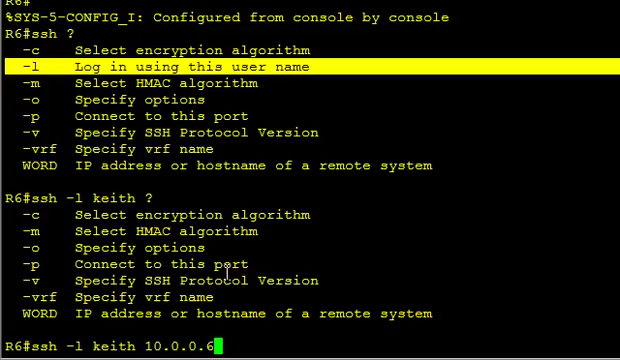 R6#
%SYS-5-CONFIG_I: Configured from console by console
R6#ssh ?
-c Select encryption algorithm
-l Log in using this user name
-m Select HMAC algorithm
-o Specify options
-p Connect to this port
-v Specify SSH Protocol Version
-vrf Specify vrf name
WORD IP address or hostname of a remote system
R6#ssh -l keith ?
-c Select encryption algorithm
-m Select HMAC algorithm
-o Specify options
-p Connect to this port
-v Specify SSH Protocol Version
-vrf Specify vrf name
WORD IP address or hostname of a remote system
R6#ssh -l keith 10.0.0.6